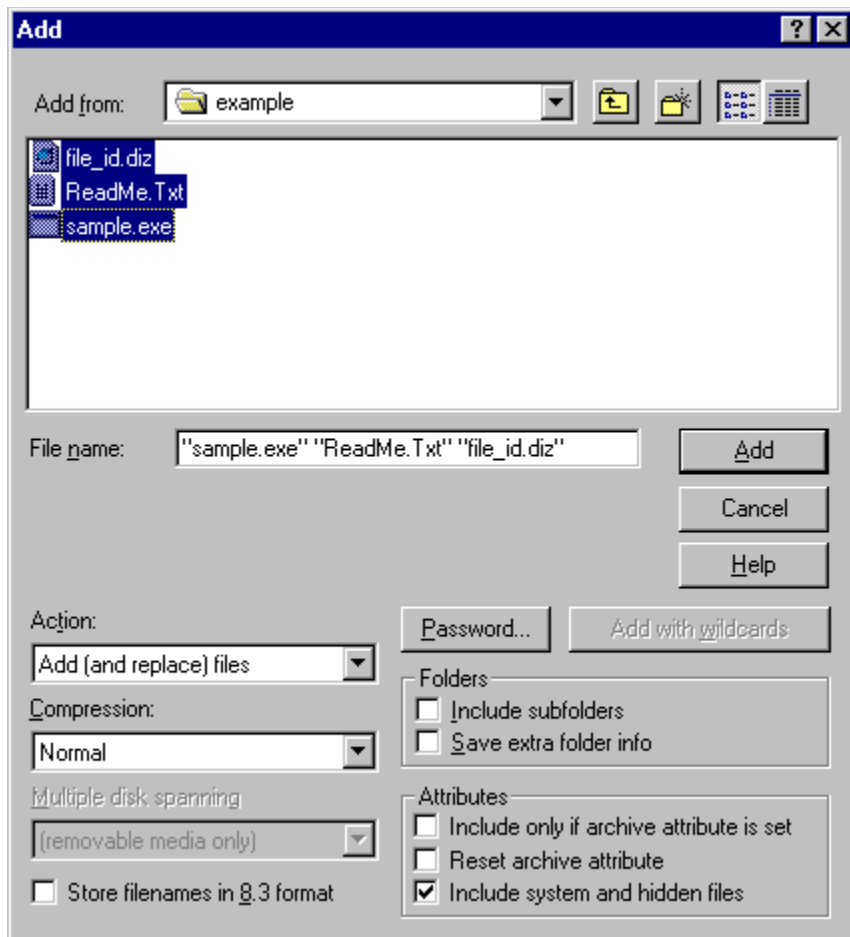 Add
Add from: example
file_id.diz
ReadMe.Txt
sample.exe
File name: "sample.exe" "ReadMe.Txt" "file_id.diz"
Add
Cancel
Help
Action:
Add (and replace) files
Compression:
Normal
Multiple disk spanning
(removable media only)
Store filenames in 8.3 format
Password... Add with wildcards
Folders
Include subfolders
Save extra folder info
Attributes
Include only if archive attribute is set
Reset archive attribute
Include system and hidden files